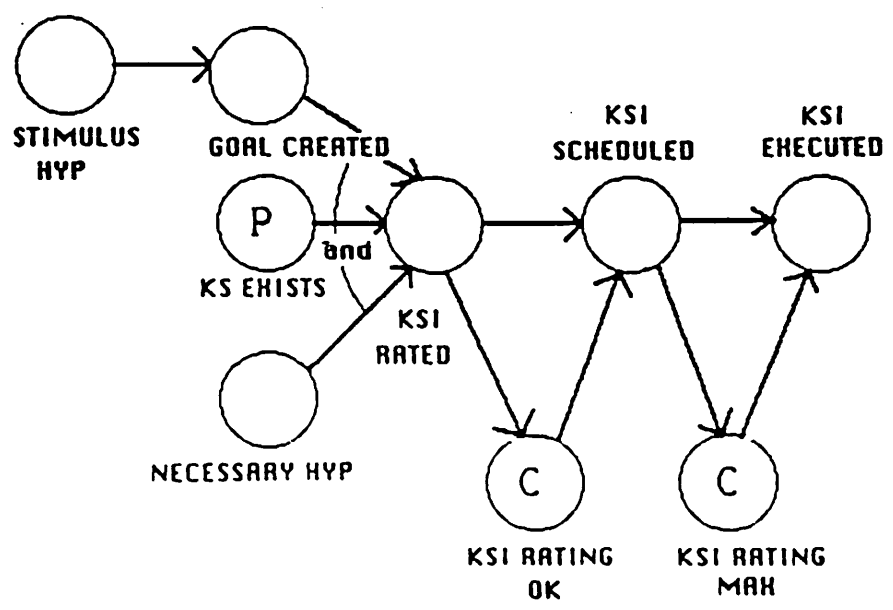 STIMULUS
HYP
GOAL CREATED
KSI
SCHEDULED
KSI
EXECUTED
P
and
KS EXISTS
KSI
RATED
NECESSARY HYP
C
C
KSI RATING
OK
KSI RATING
MAX